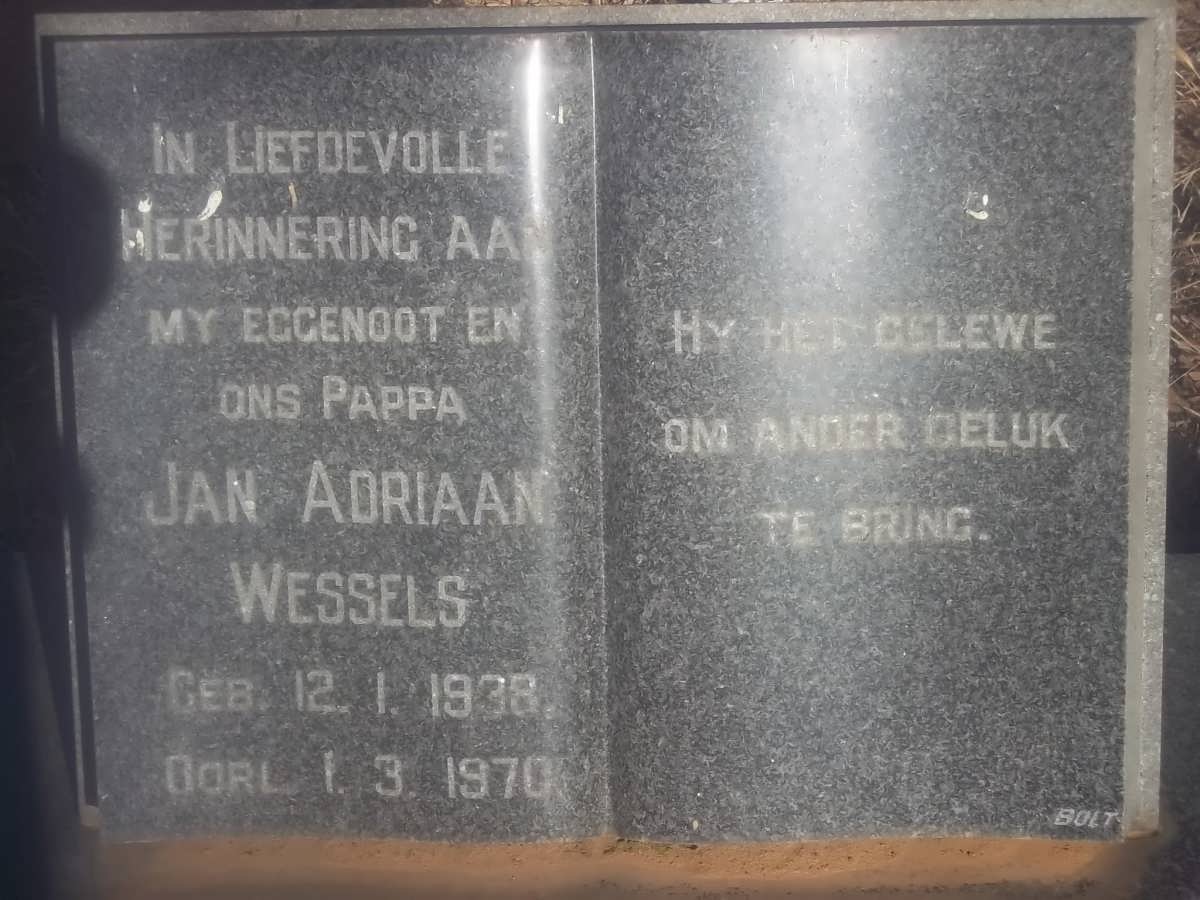 IN LIEFDEVOLLE
HERINNERING AAN
MY EGGENOOT EN
ONS PAPPA
JAN ADRIAAN
WESSELS
GEB. 12. 1. 1938.
OORL. 1. 3. 1970.
HY HET GELEWE
OM ANDER GELUK
TE BRING.
BOLT